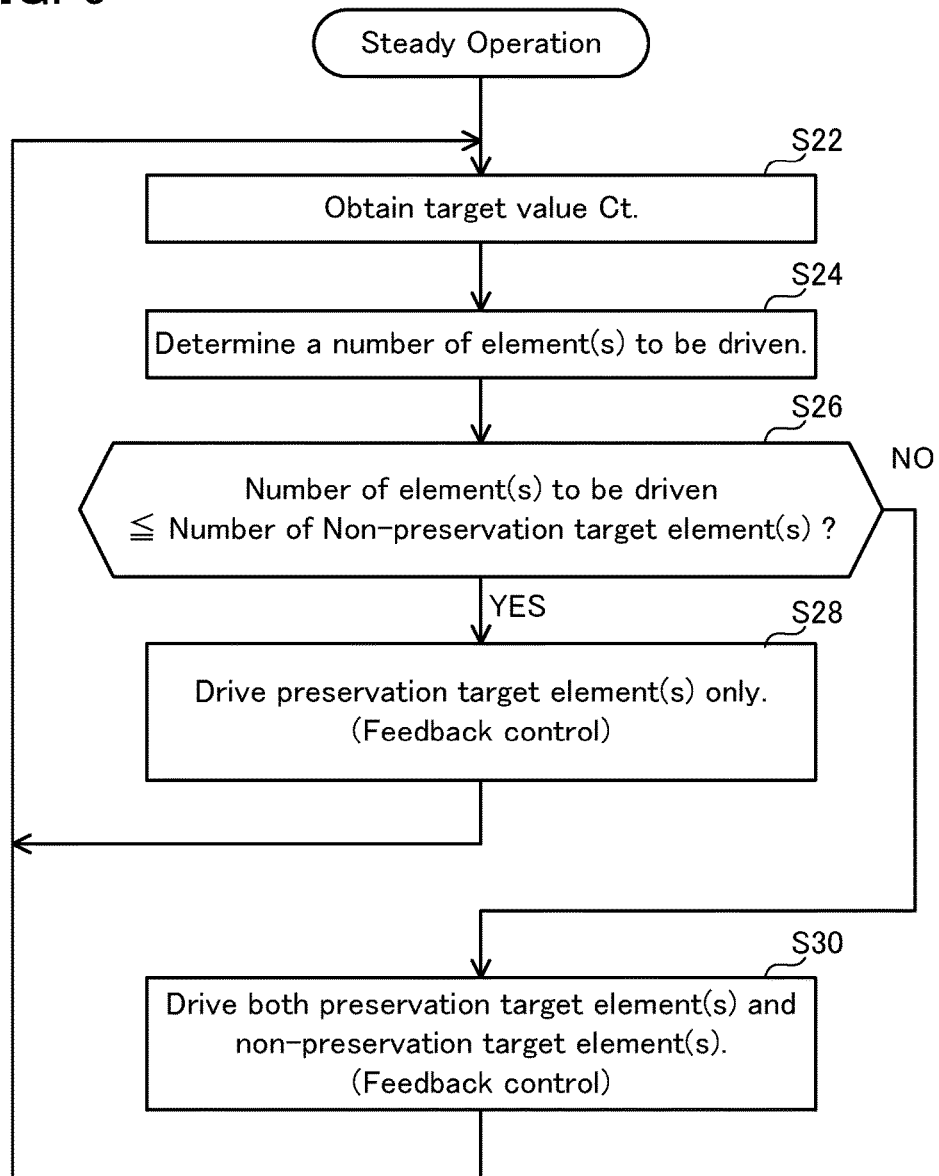 Steady Operation
S22
Obtain target value Ct.
S24
Determine a number of element(s) to be driven.
S26
Number of element(s) to be driven
≦ Number of Non-preservation target element(s) ?
NO
YES
S28
Drive preservation target element(s) only.
(Feedback control)
S30
Drive both preservation target element(s) and
non-preservation target element(s).
(Feedback control)